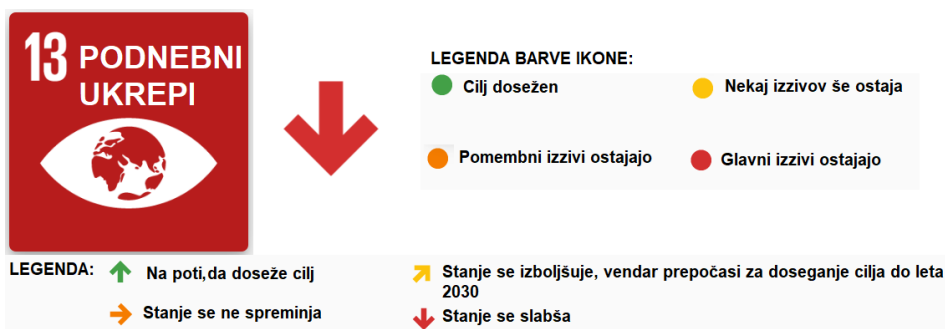 13 PODNEBNI
UKREPI
LEGENDA BARVE IKONE:
Cilj dosežen
Nekaj izzivov še ostaja
Pomembni izzivi ostajajo
Glavni izzivi ostajajo
LEGENDA:
Na poti,da doseže cilj
Stanje se izboljšuje, vendar prepočasi za doseganje cilja do leta
2030
Stanje se ne spreminja
Stanje se slabša